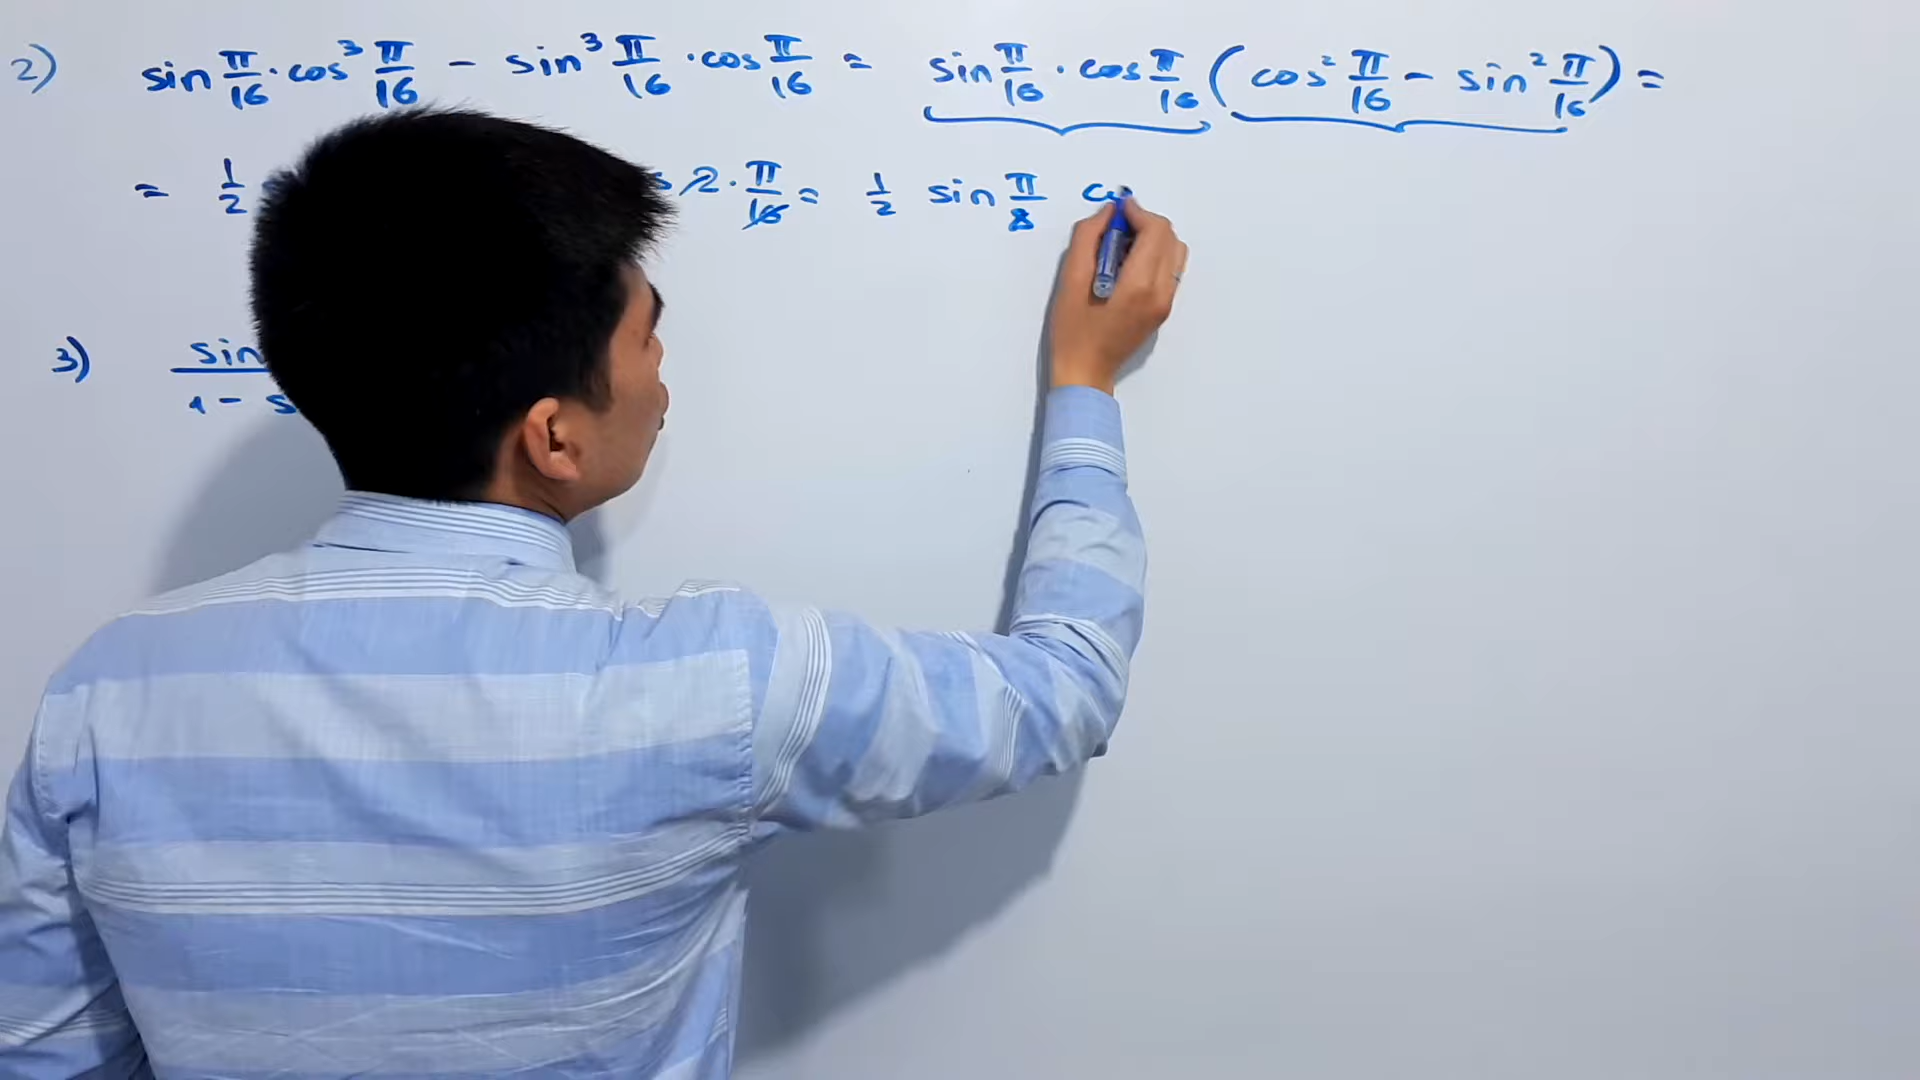 2) sin π/16 · cos³ π/16 - sin³ π/16 · cos π/16 = sin π/16 · cos π/16 (cos² π/16 - sin² π/16) =
= 1/2 2 · π/16 = 1/2 sin π/8 co
3) sin
1 - s